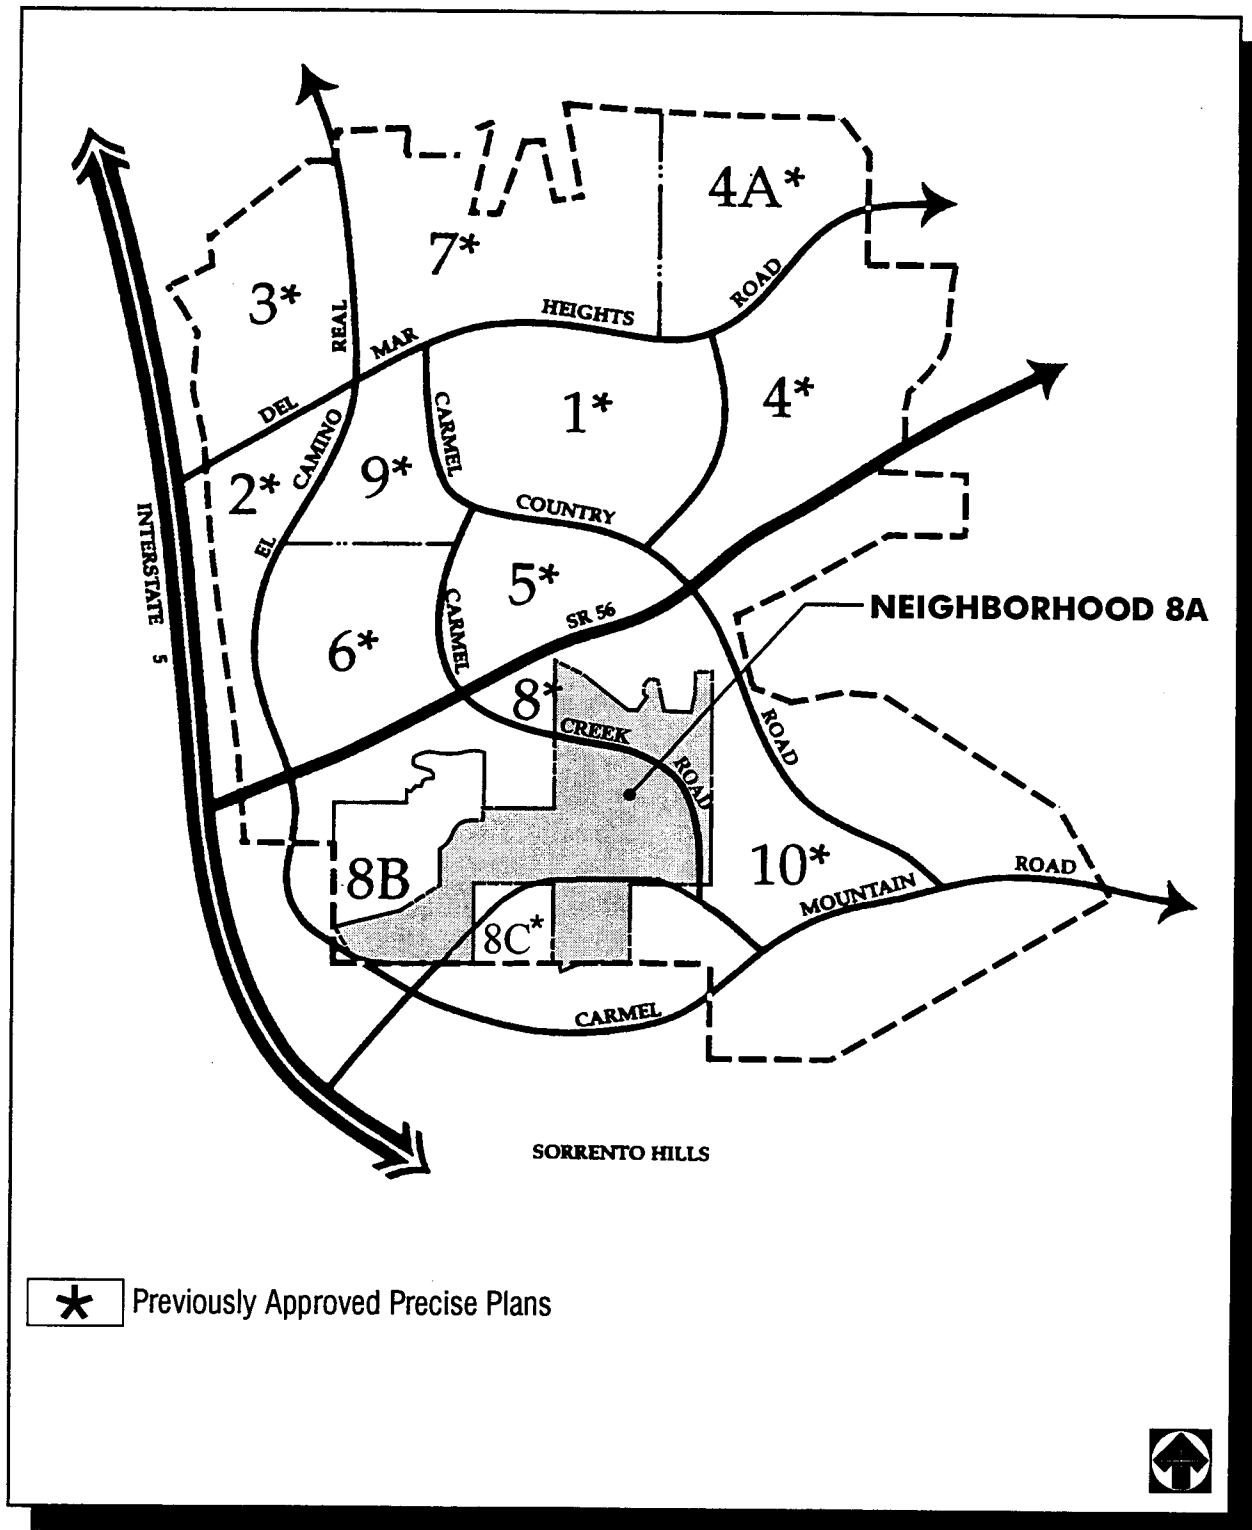 4A*
7*
3*
REAL
HEIGHTS
ROAD
MAR
DEL
CAMINO
CARMEL
1*
4*
2*
9*
COUNTRY
EL
INTERSTATE 5
5*
CARMEL
SR 56
NEIGHBORHOOD 8A
6*
8*
CREEK
ROAD
ROAD
8B
10*
MOUNTAIN
ROAD
8C*
CARMEL
SORRENTO HILLS
* Previously Approved Precise Plans